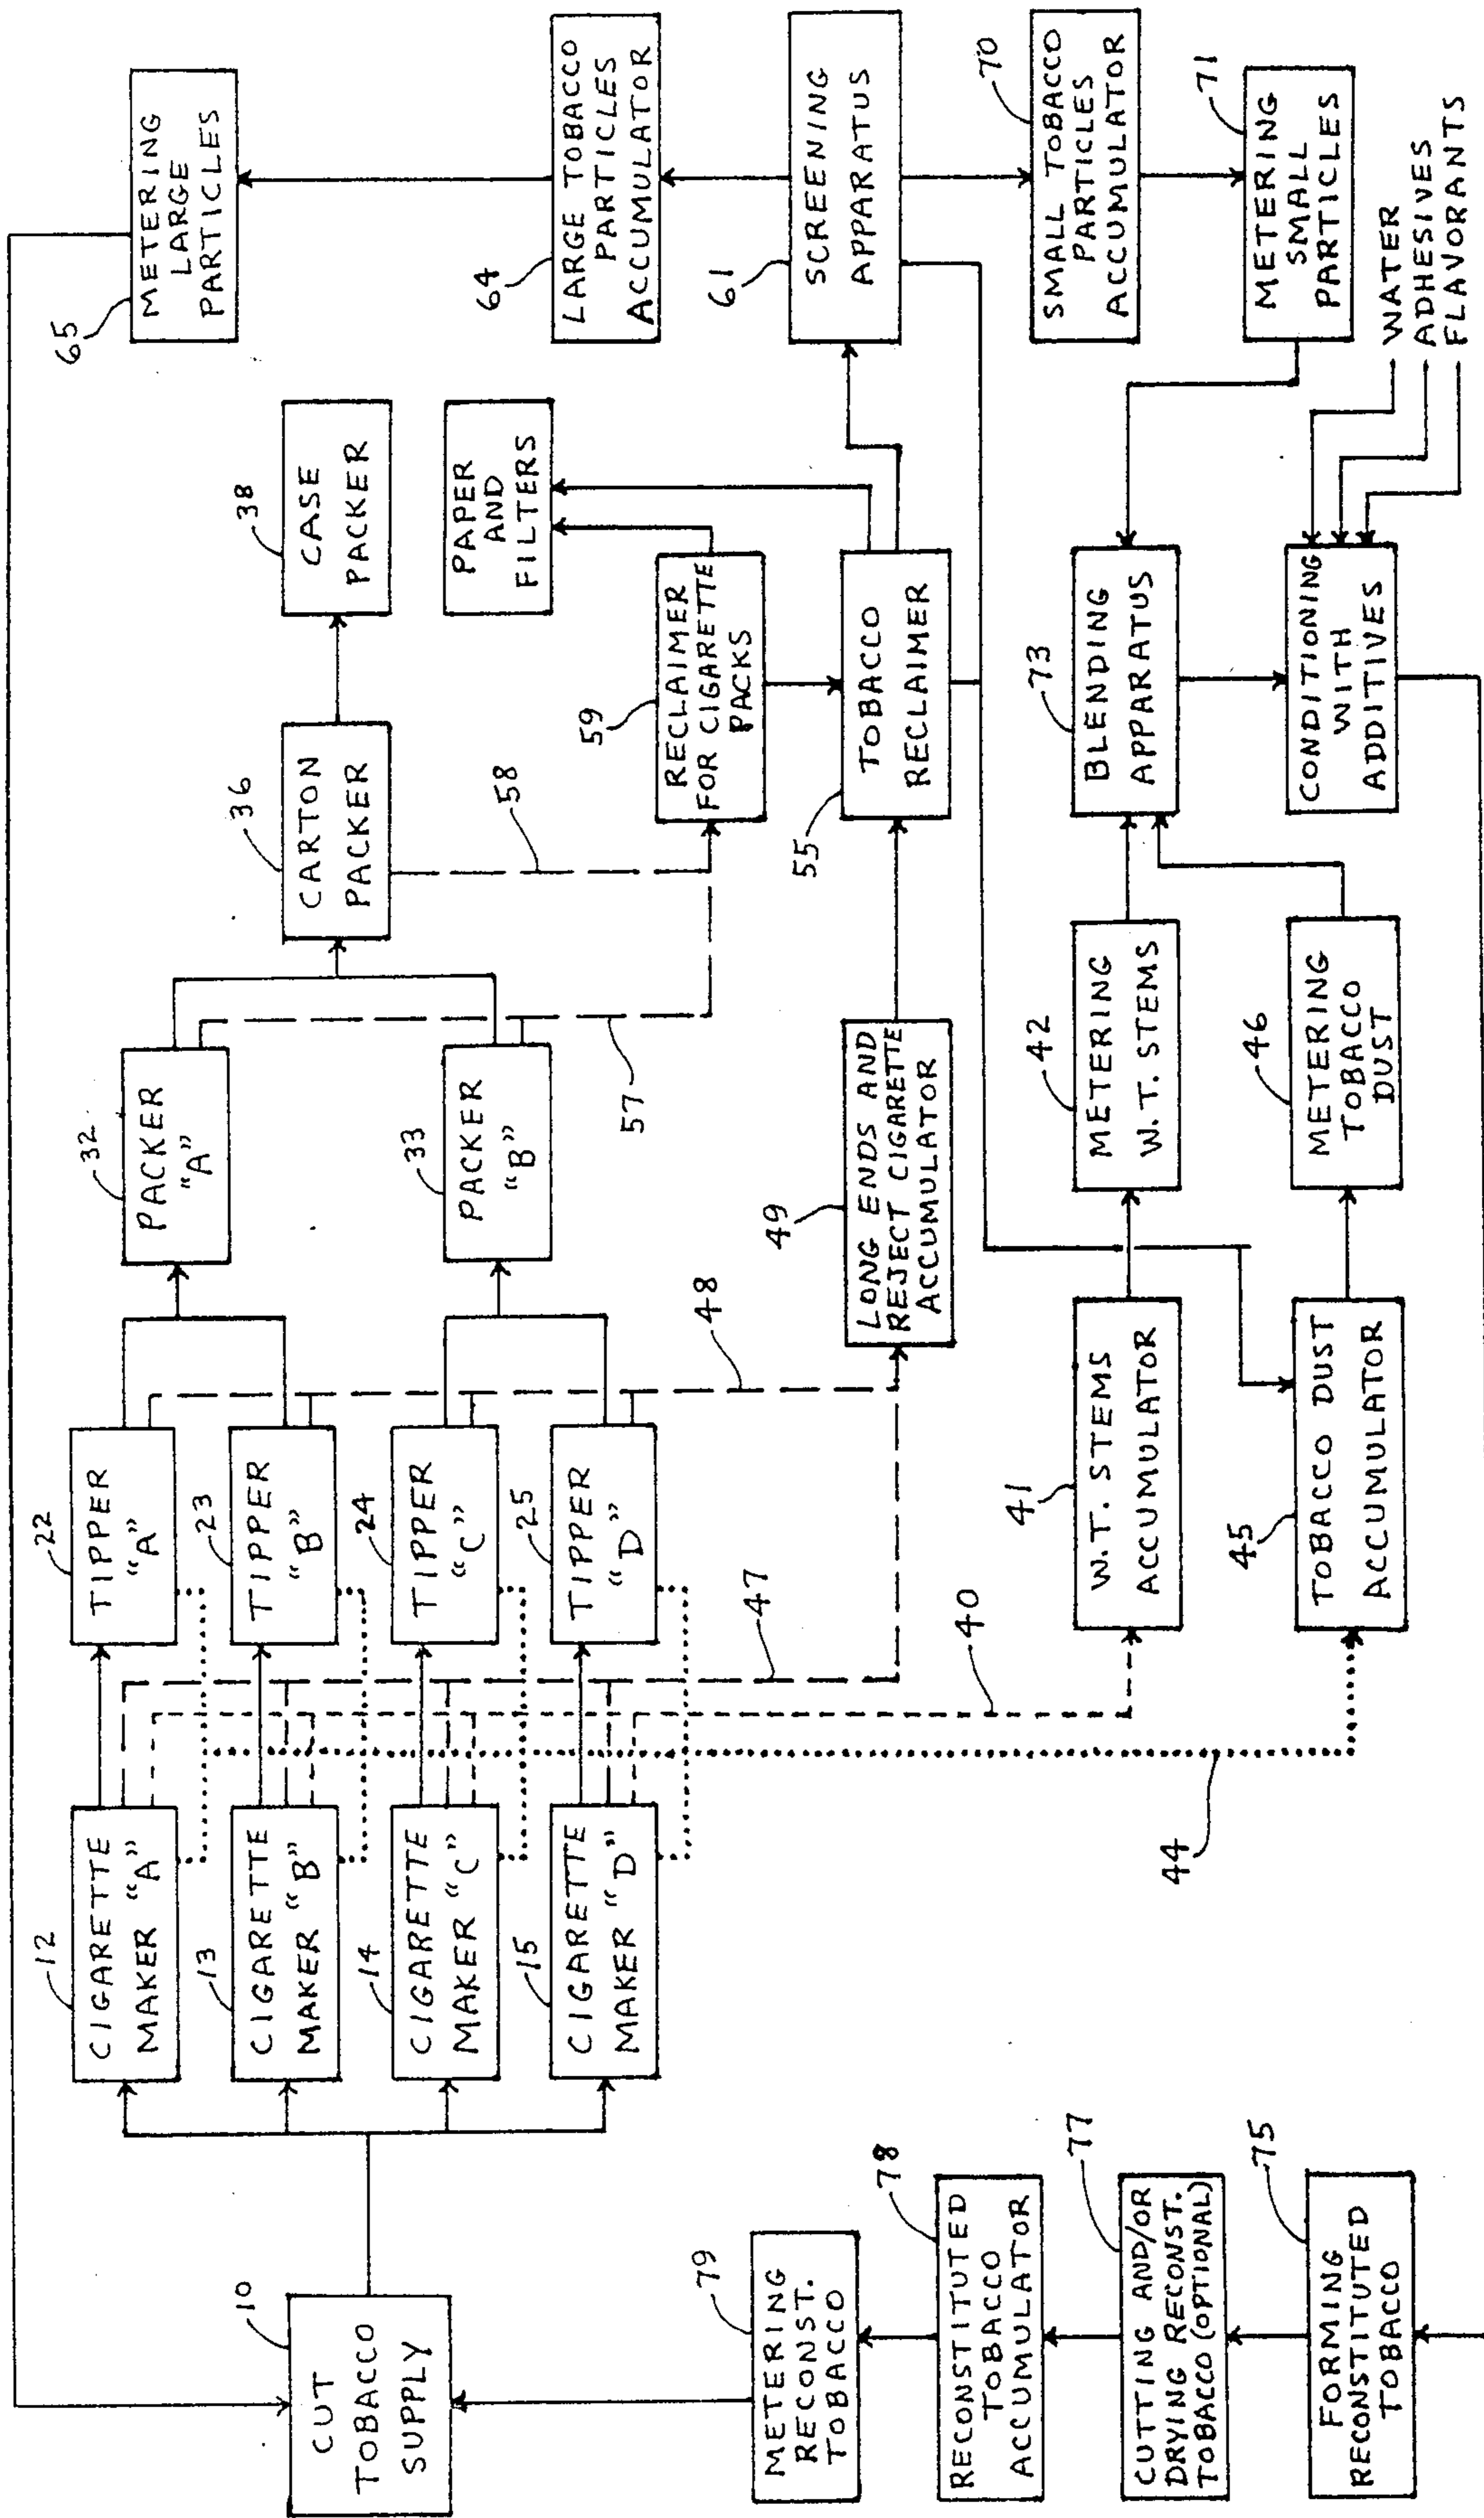 10
CUT
TOBACCO
SUPPLY
12
CIGARETTE
MAKER "A"
13
CIGARETTE
MAKER "B"
14
CIGARETTE
MAKER "C"
15
CIGARETTE
MAKER "D"
22
TIPPER
"A"
23
TIPPER
"B"
24
TIPPER
"C"
25
TIPPER
"D"
32
PACKER
"A"
33
PACKER
"B"
36
CARTON
PACKER
38
CASE
PACKER
65
METERING
LARGE
PARTICLES
64
LARGE TOBACCO
PARTICLES
ACCUMULATOR
PAPER
AND
FILTERS
58
59
RECLAIMER
FOR CIGARETTE
PACKS
57
61
SCREENING
APPARATUS
55
TOBACCO
RECLAIMER
48
49
LONG ENDS AND
REJECT CIGARETTE
ACCUMULATOR
47
40
44
70
SMALL TOBACCO
PARTICLES
ACCUMULATOR
71
METERING
SMALL
PARTICLES
41
W.T. STEMS
ACCUMULATOR
42
METERING
W.T. STEMS
73
BLENDING
APPARATUS
45
TOBACCO DUST
ACCUMULATOR
46
METERING
TOBACCO
DUST
CONDITIONING
WITH
ADDITIVES
WATER
ADHESIVES
FLAVORANTS
79
METERING
RECONST.
TOBACCO
78
RECONSTITUTED
TOBACCO
ACCUMULATOR
77
CUTTING AND/OR
DRYING RECONST.
TOBACCO (OPTIONAL)
75
FORMING
RECONSTITUTED
TOBACCO